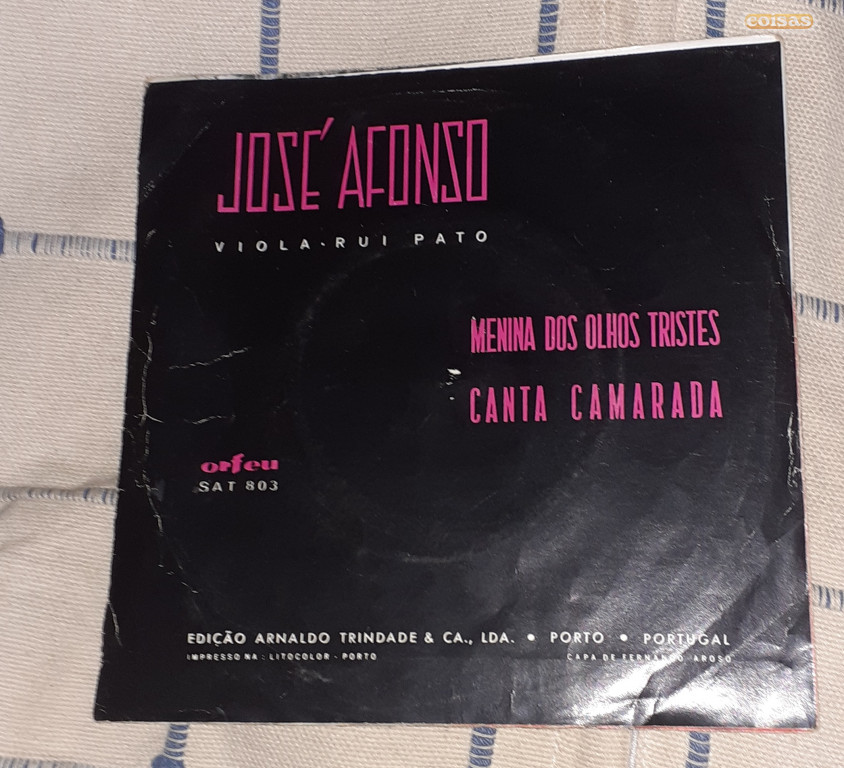 coisas
JOSÉ AFONSO
VIOLA - RUI PATO
MENINA DOS OLHOS TRISTES
CANTA CAMARADA
orfeu
SAT 803
EDIÇÃO ARNALDO TRINDADE & CA., LDA. • PORTO • PORTUGAL
IMPRESSO NA : LITOCOLOR - PORTO
CAPA DE FERNANDO AROSO